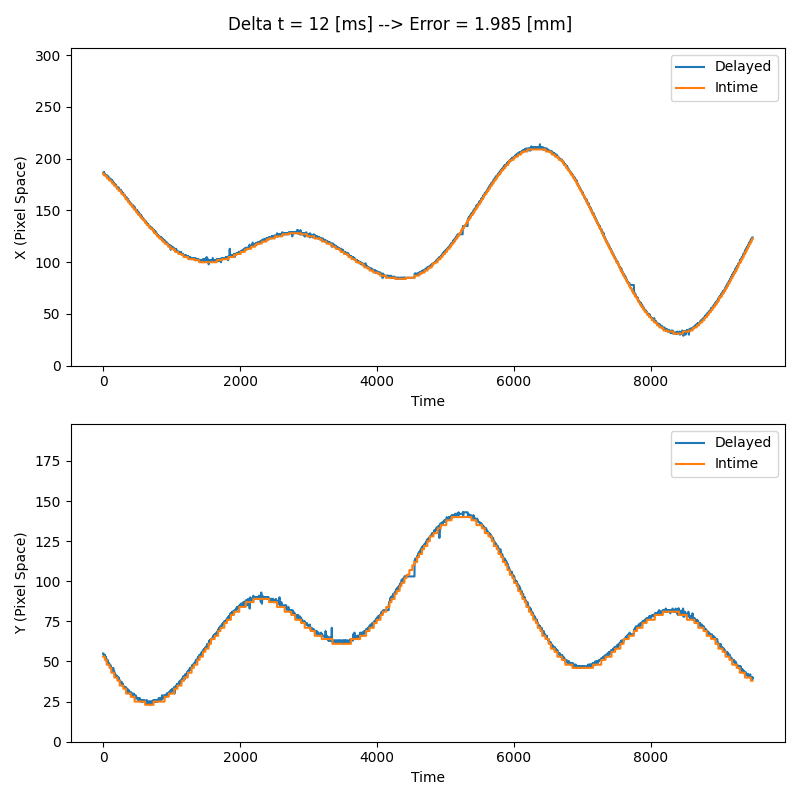 Delta t = 12 [ms] --> Error = 1.985 [mm]
300
250
200
150
100
50
0
X (Pixel Space)
Delayed
Intime
0 2000 4000 6000 8000
Time
175
150
125
100
75
50
25
0
Y (Pixel Space)
Delayed
Intime
0 2000 4000 6000 8000
Time